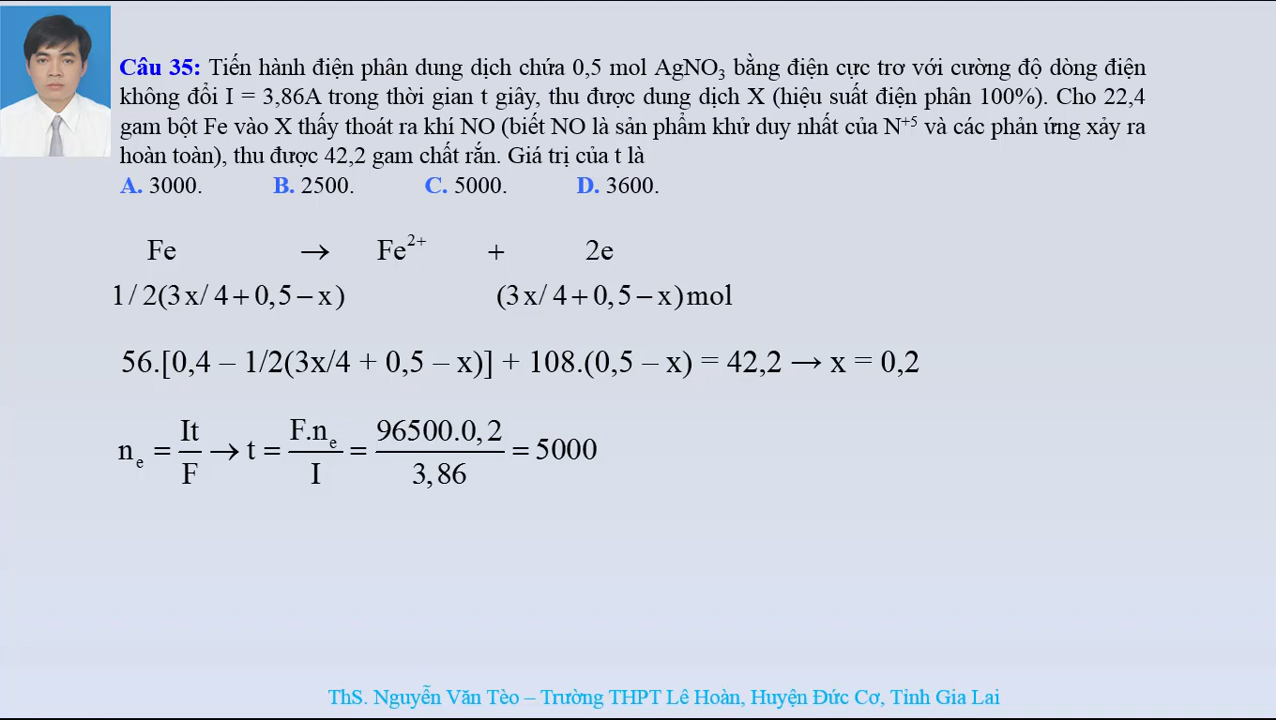 Câu 35: Tiến hành điện phân dung dịch chứa 0,5 mol AgNO₃ bằng điện cực trơ với cường độ dòng điện
không đổi I = 3,86A trong thời gian t giây, thu được dung dịch X (hiệu suất điện phân 100%). Cho 22,4
gam bột Fe vào X thấy thoát ra khí NO (biết NO là sản phẩm khử duy nhất của N⁺⁵ và các phản ứng xảy ra
hoàn toàn), thu được 42,2 gam chất rắn. Giá trị của t là
A. 3000. B. 2500. C. 5000. D. 3600.
Fe → Fe²⁺ + 2e
1/2(3x/4+0,5−x) (3x/4+0,5−x)mol
56.[0,4 – 1/2(3x/4 + 0,5 – x)] + 108.(0,5 – x) = 42,2 → x = 0,2
nₑ = It/F → t = F.nₑ/I = 96500.0,2/3,86 = 5000
ThS. Nguyễn Văn Tèo – Trường THPT Lê Hoàn, Huyện Đức Cơ, Tỉnh Gia Lai